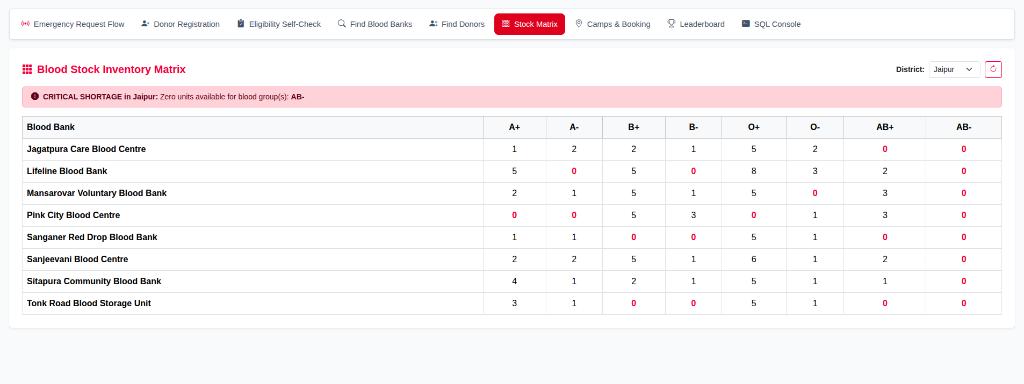 Emergency Request Flow Donor Registration Eligibility Self-Check Find Blood Banks Find Donors Stock Matrix Camps & Booking Leaderboard SQL Console
Blood Stock Inventory Matrix District: Jaipur
CRITICAL SHORTAGE in Jaipur: Zero units available for blood group(s): AB-
Blood Bank A+ A- B+ B- O+ O- AB+ AB-
Jagatpura Care Blood Centre 1 2 2 1 5 2 0 0
Lifeline Blood Bank 5 0 5 0 8 3 2 0
Mansarovar Voluntary Blood Bank 2 1 5 1 5 0 3 0
Pink City Blood Centre 0 0 5 3 0 1 3 0
Sanganer Red Drop Blood Bank 1 1 0 0 5 1 0 0
Sanjeevani Blood Centre 2 2 5 1 6 1 2 0
Sitapura Community Blood Bank 4 1 2 1 5 1 1 0
Tonk Road Blood Storage Unit 3 1 0 0 5 1 0 0